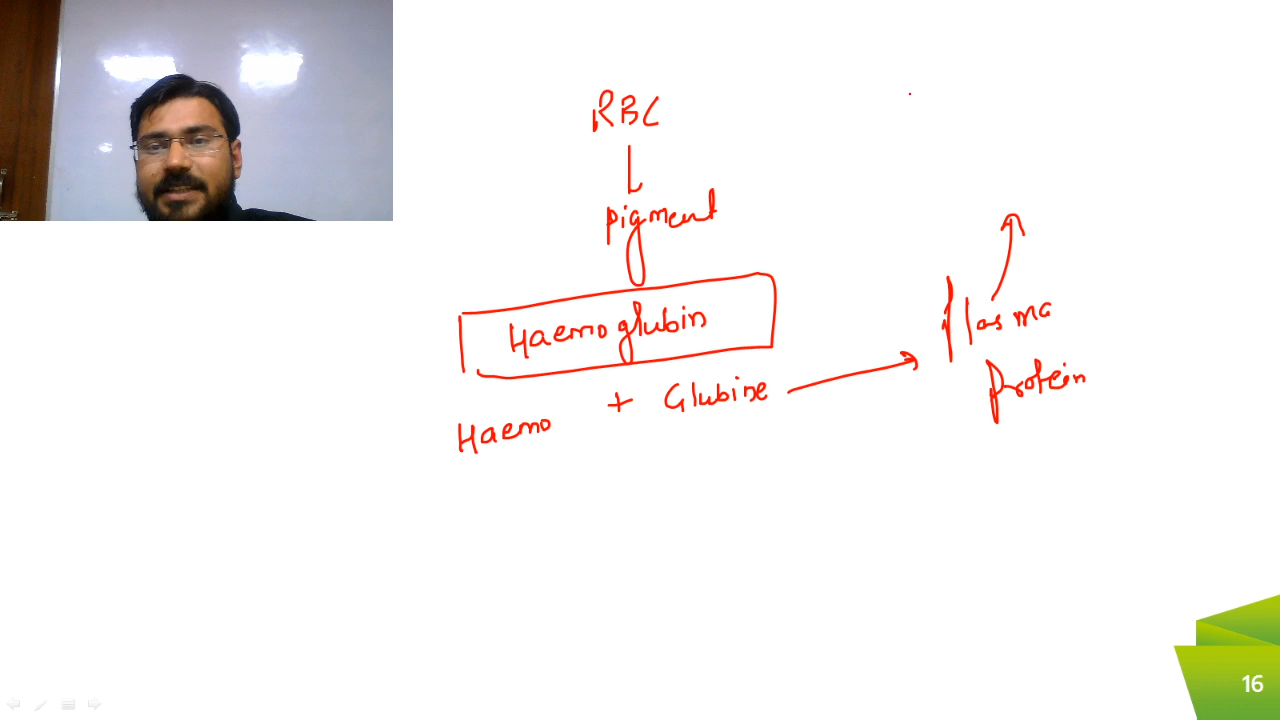 RBC
Pigment
Haemoglubin
Haemo + Glubine
Plasma
Protein
16